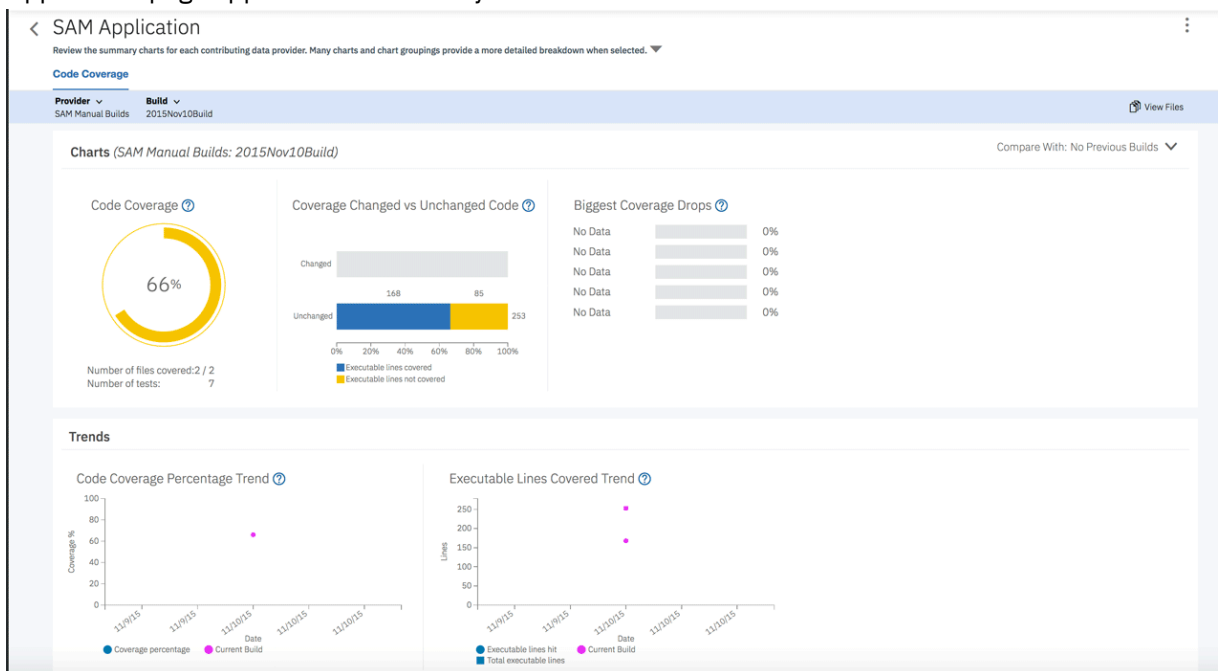 SAM Application
Review the summary charts for each contributing data provider. Many charts and chart groupings provide a more detailed breakdown when selected.
Code Coverage
Provider Build
SAM Manual Builds 2015Nov10Build
View Files
Charts (SAM Manual Builds: 2015Nov10Build)
Compare With: No Previous Builds
Code Coverage ?
66%
Number of files covered:2 / 2
Number of tests: 7
Coverage Changed vs Unchanged Code ?
Changed
168 85
Unchanged 253
0% 20% 40% 60% 80% 100%
Executable lines covered
Executable lines not covered
Biggest Coverage Drops ?
No Data 0%
No Data 0%
No Data 0%
No Data 0%
No Data 0%
Trends
Code Coverage Percentage Trend ?
100
80
60
40
20
0
Coverage %
11/9/15 11/9/15 11/10/15 11/10/15 11/10/15
Date
Coverage percentage Current Build
Executable Lines Covered Trend ?
250
200
150
100
50
0
Lines
11/9/15 11/9/15 11/10/15 11/10/15 11/10/15
Date
Executable lines hit Current Build
Total executable lines